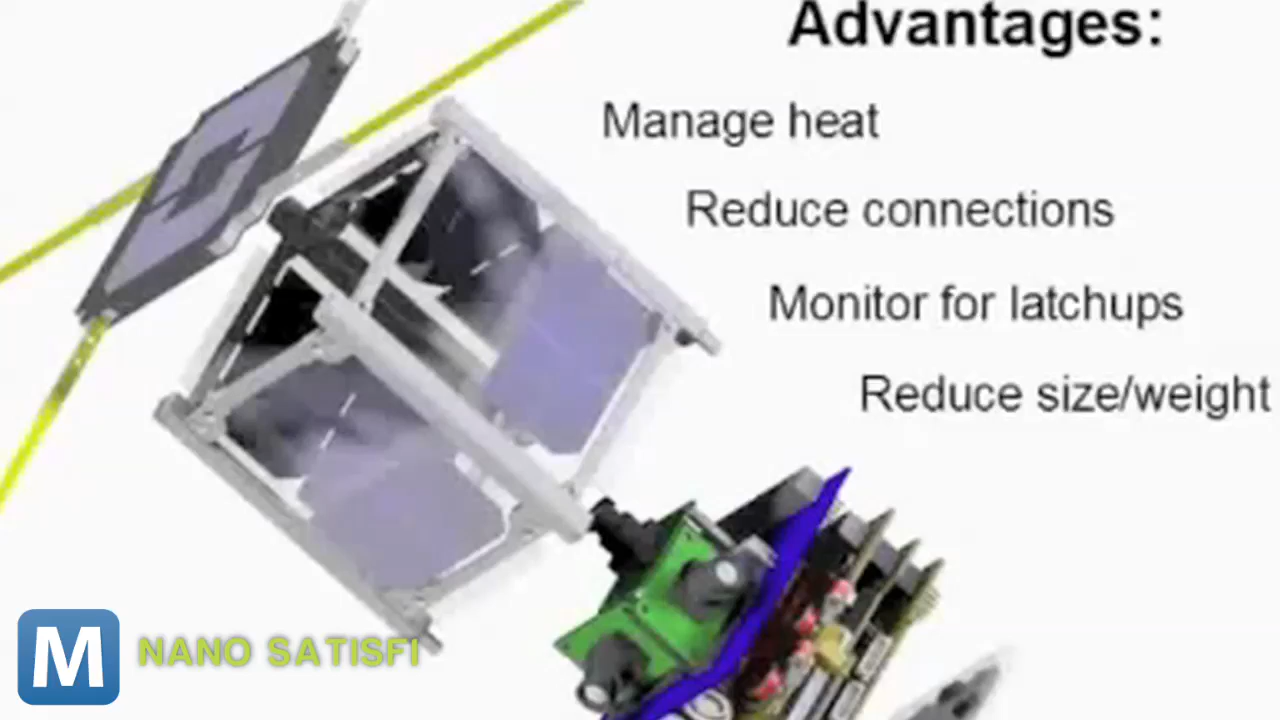 Advantages:
Manage heat
Reduce connections
Monitor for latchups
Reduce size/weight
M NANO SATISFI